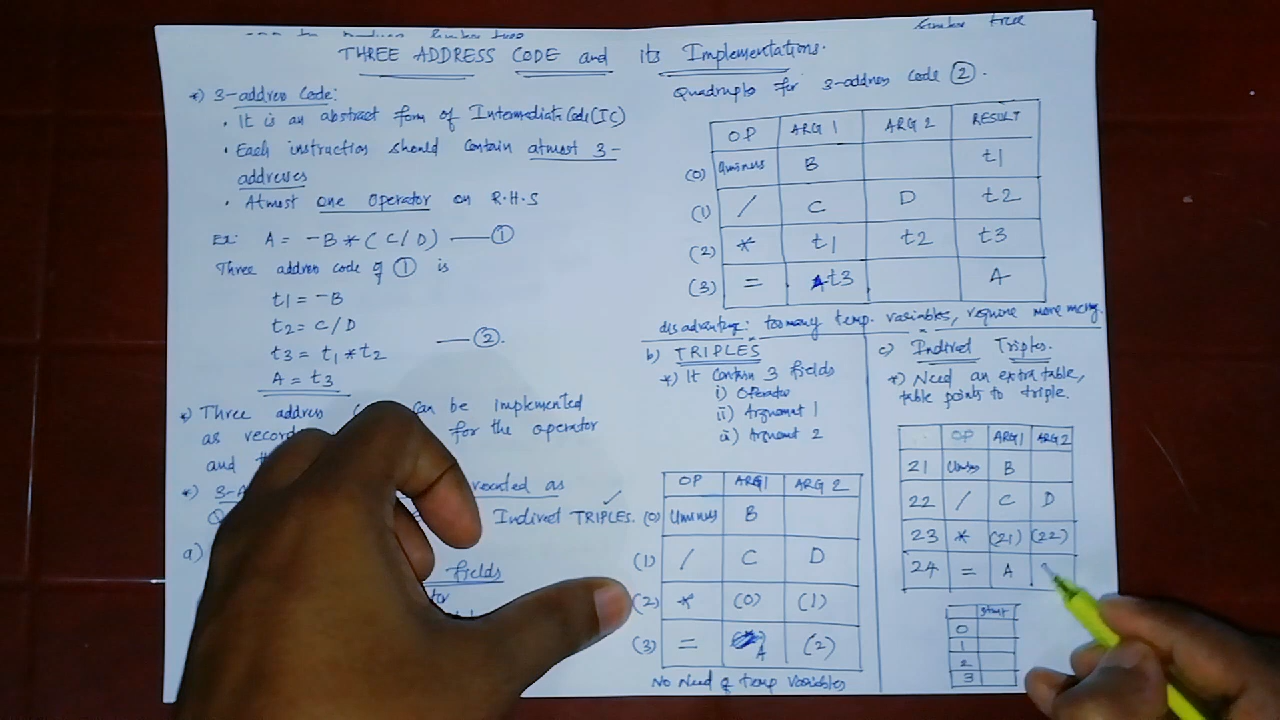 THREE ADDRESS CODE and its Implementations.
*) 3-address Code:
• It is an abstract form of Intermediate Code (IC)
• Each instruction should contain atmost 3-
addresses
• Atmost one operator on R.H.S
Ex: A = -B * (C/D) —— ①
Three address code of ① is
t1 = -B
t2 = C/D
t3 = t1 * t2 —— ②.
A = t3
*) Three address can be implemented
as for the operator
and
*) 3-A as
Indirect TRIPLES. ✓
a)
fields
tree
Quadruple for 3-address code ②.
OP ARG 1 ARG 2 RESULT
(0) Uminus B t1
(1) / C D t2
(2) * t1 t2 t3
(3) = t3 A
disadvantage: too many temp. variables, require more memy.
b) TRIPLES
*) It contain 3 fields
i) Operator
ii) Argument 1
iii) Argument 2
OP ARG1 ARG 2
(0) Uminus B
(1) / C D
(2) * (0) (1)
(3) = A (2)
No Need of temp variables
c) Indirect Triples.
*) Need an extra table,
table points to triple.
OP ARG1 ARG2
21 Uminus B
22 / C D
23 * (21) (22)
24 = A
stmt
0
1
2
3